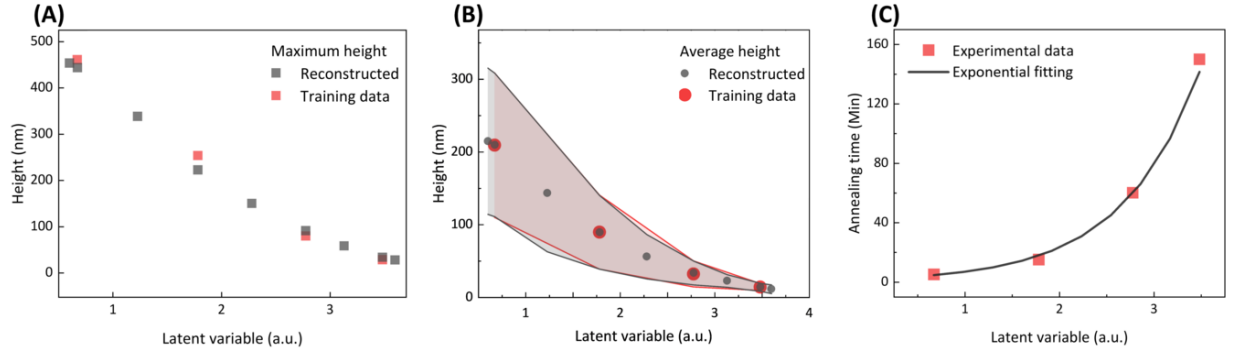 (A)
Maximum height
Reconstructed
Training data
Height (nm)
500
400
300
200
100
0
1
2
3
Latent variable (a.u.)
(B)
Average height
Reconstructed
Training data
Height (nm)
300
200
100
0
1
2
3
4
Latent variable (a.u.)
(C)
Experimental data
Exponential fitting
Annealing time (Min)
160
120
80
40
0
1
2
3
Latent variable (a.u.)